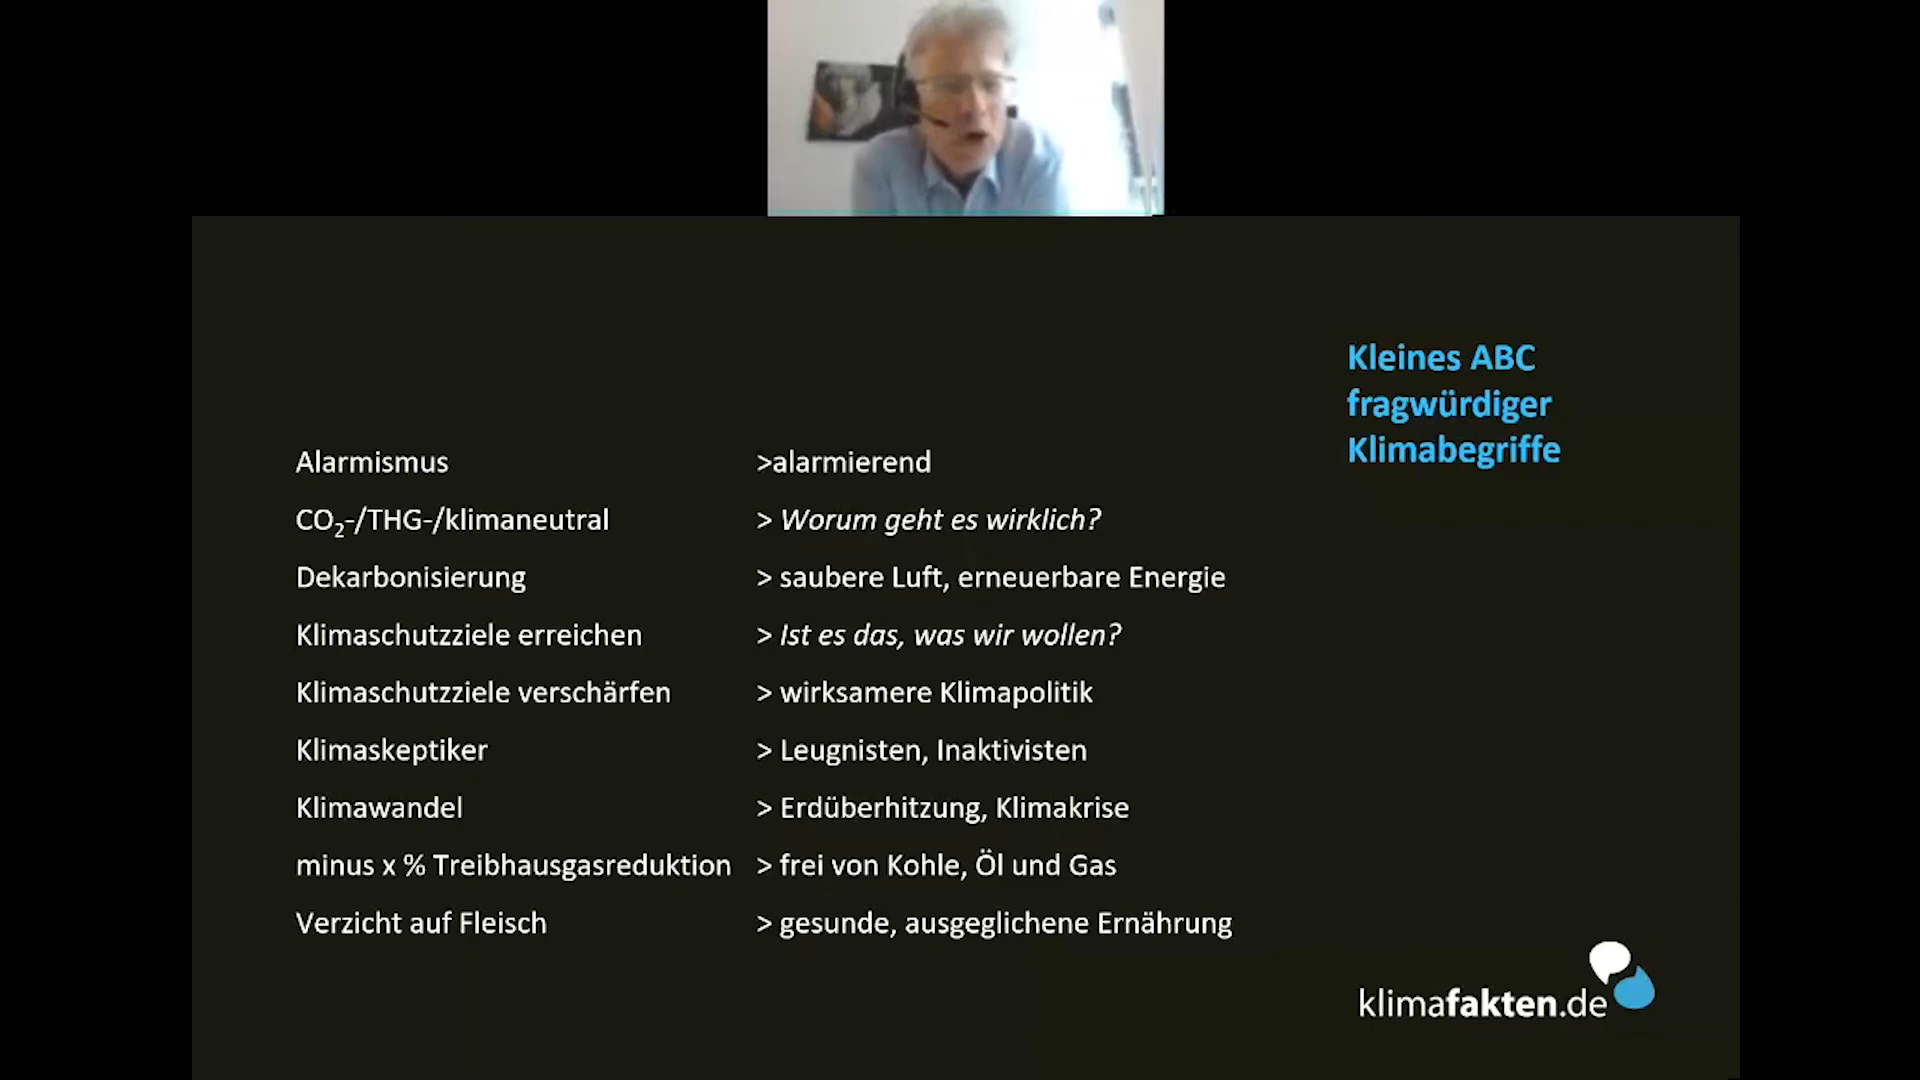 Kleines ABC
fragwürdiger
Klimabegriffe
Alarmismus >alarmierend
CO₂-/THG-/klimaneutral > Worum geht es wirklich?
Dekarbonisierung > saubere Luft, erneuerbare Energie
Klimaschutzziele erreichen > Ist es das, was wir wollen?
Klimaschutzziele verschärfen > wirksamere Klimapolitik
Klimaskeptiker > Leugnisten, Inaktivisten
Klimawandel > Erdüberhitzung, Klimakrise
minus x % Treibhausgasreduktion > frei von Kohle, Öl und Gas
Verzicht auf Fleisch > gesunde, ausgeglichene Ernährung
klimafakten.de